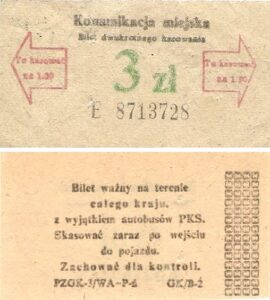 Komunikacja miejska
Bilet dwukrotnego kasowania
Tu kasować
za 1.50
3 zł
Tu kasować
za 1.50
E 8713728
Bilet ważny na terenie
całego kraju,
z wyjątkiem autobusów PKS.
Skasować zaraz po wejściu
do pojazdu.
Zachować dla kontroli.
PZGK-3/WA-P-4 GK/B-2